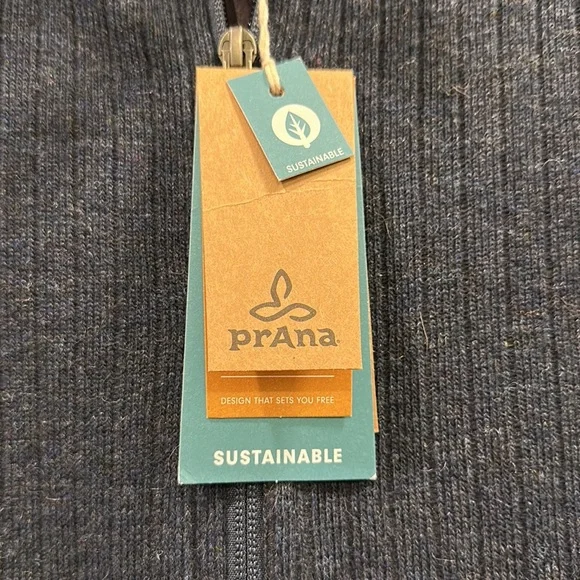 SUSTAINABLE
prAna
DESIGN THAT SETS YOU FREE
SUSTAINABLE